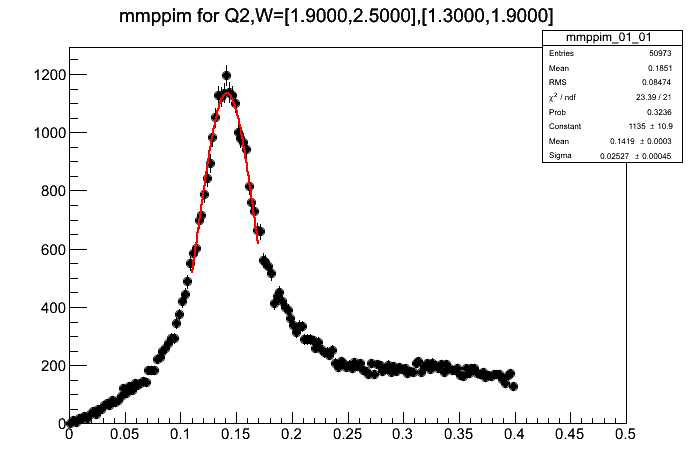 mmppim for Q2,W=[1.9000,2.5000],[1.3000,1.9000]
mmppim_01_01
Entries 50973
Mean 0.1851
RMS 0.08474
χ² / ndf 23.39 / 21
Prob 0.3236
Constant 1135 ± 10.9
Mean 0.1419 ± 0.0003
Sigma 0.02527 ± 0.00045
1200
1000
800
600
400
200
0
0 0.05 0.1 0.15 0.2 0.25 0.3 0.35 0.4 0.45 0.5